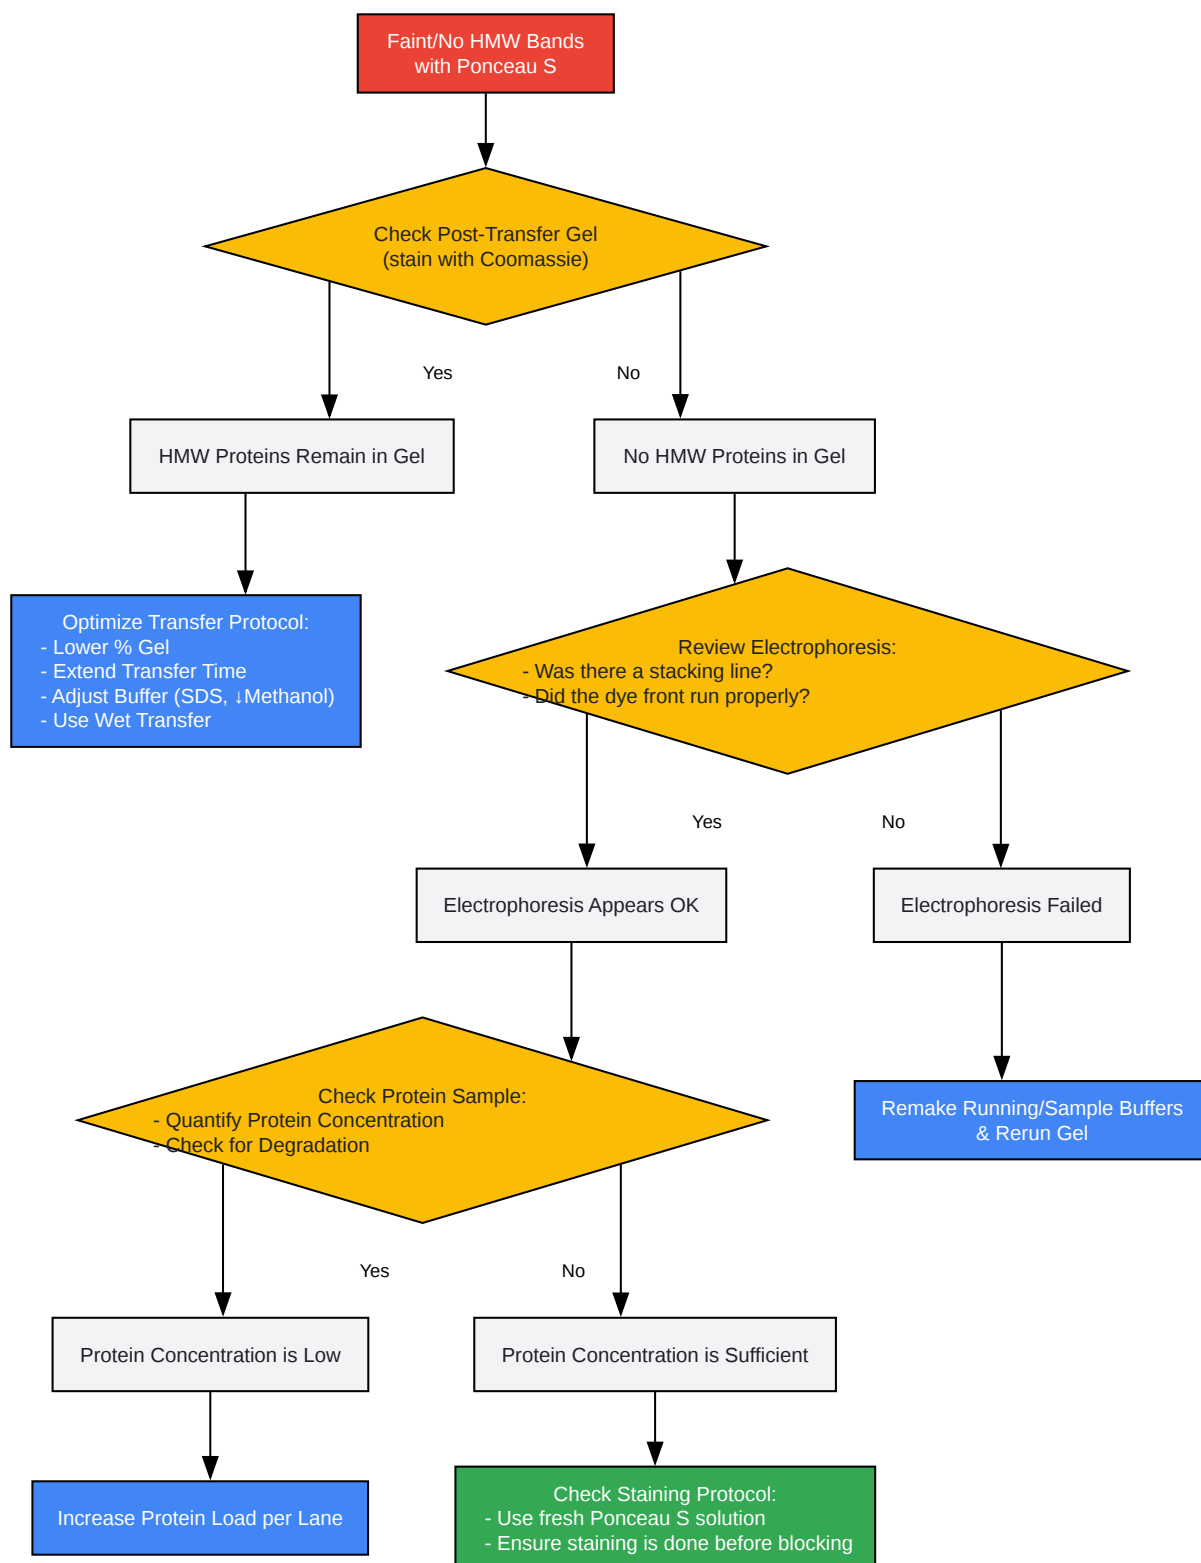 Faint/No HMW Bands
with Ponceau S
Check Post-Transfer Gel
(stain with Coomassie)
Yes
No
HMW Proteins Remain in Gel
No HMW Proteins in Gel
Optimize Transfer Protocol:
- Lower % Gel
- Extend Transfer Time
- Adjust Buffer (SDS, ↓Methanol)
- Use Wet Transfer
Review Electrophoresis:
- Was there a stacking line?
- Did the dye front run properly?
Yes
No
Electrophoresis Appears OK
Electrophoresis Failed
Check Protein Sample:
- Quantify Protein Concentration
- Check for Degradation
Remake Running/Sample Buffers
& Rerun Gel
Yes
No
Protein Concentration is Low
Protein Concentration is Sufficient
Increase Protein Load per Lane
Check Staining Protocol:
- Use fresh Ponceau S solution
- Ensure staining is done before blocking